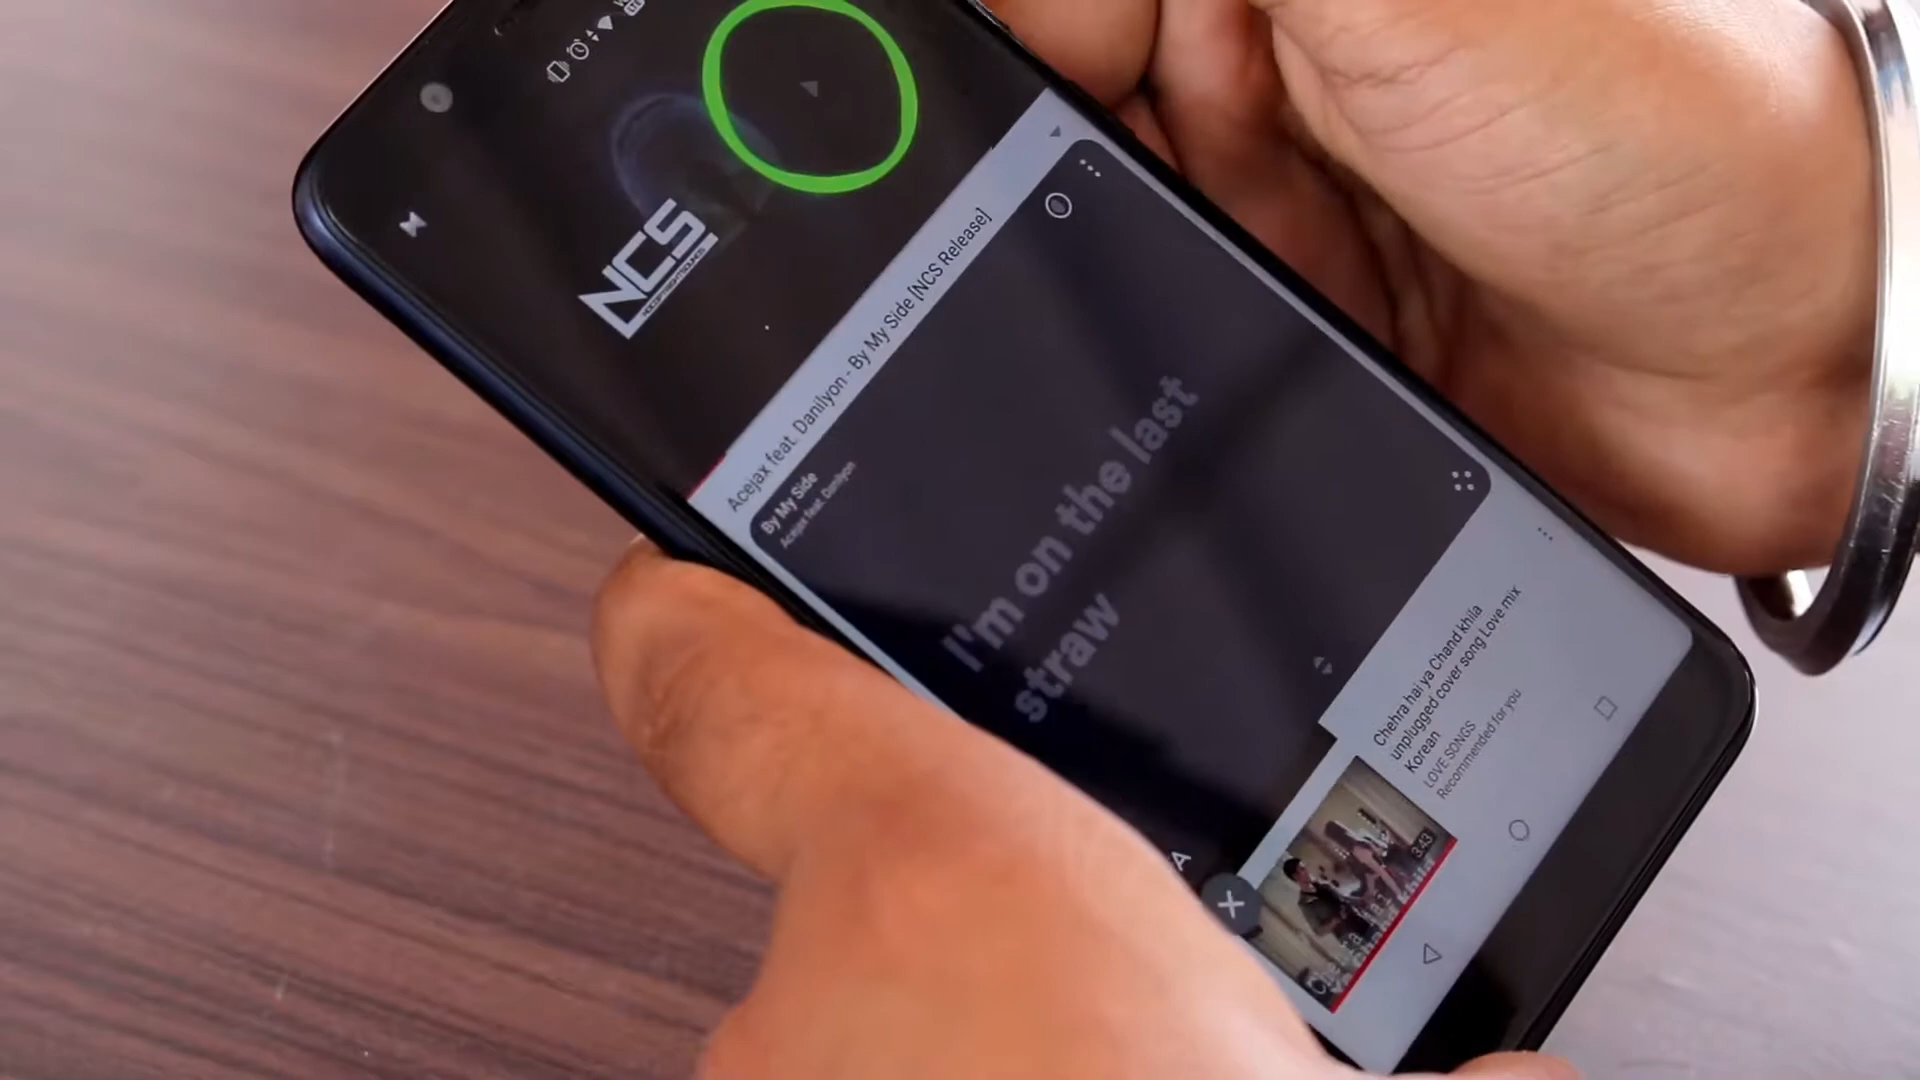 NCS
NOCOPYRIGHTSOUNDS
Acejax feat. Danilyon - By My Side [NCS Release]
By My Side
Acejax feat. Danilyon
I'm on the last
straw
Chehra hai ya Chand khila
unplugged cover song Love mix
Korean
LOVE SONGS
Recommended for you
3:43